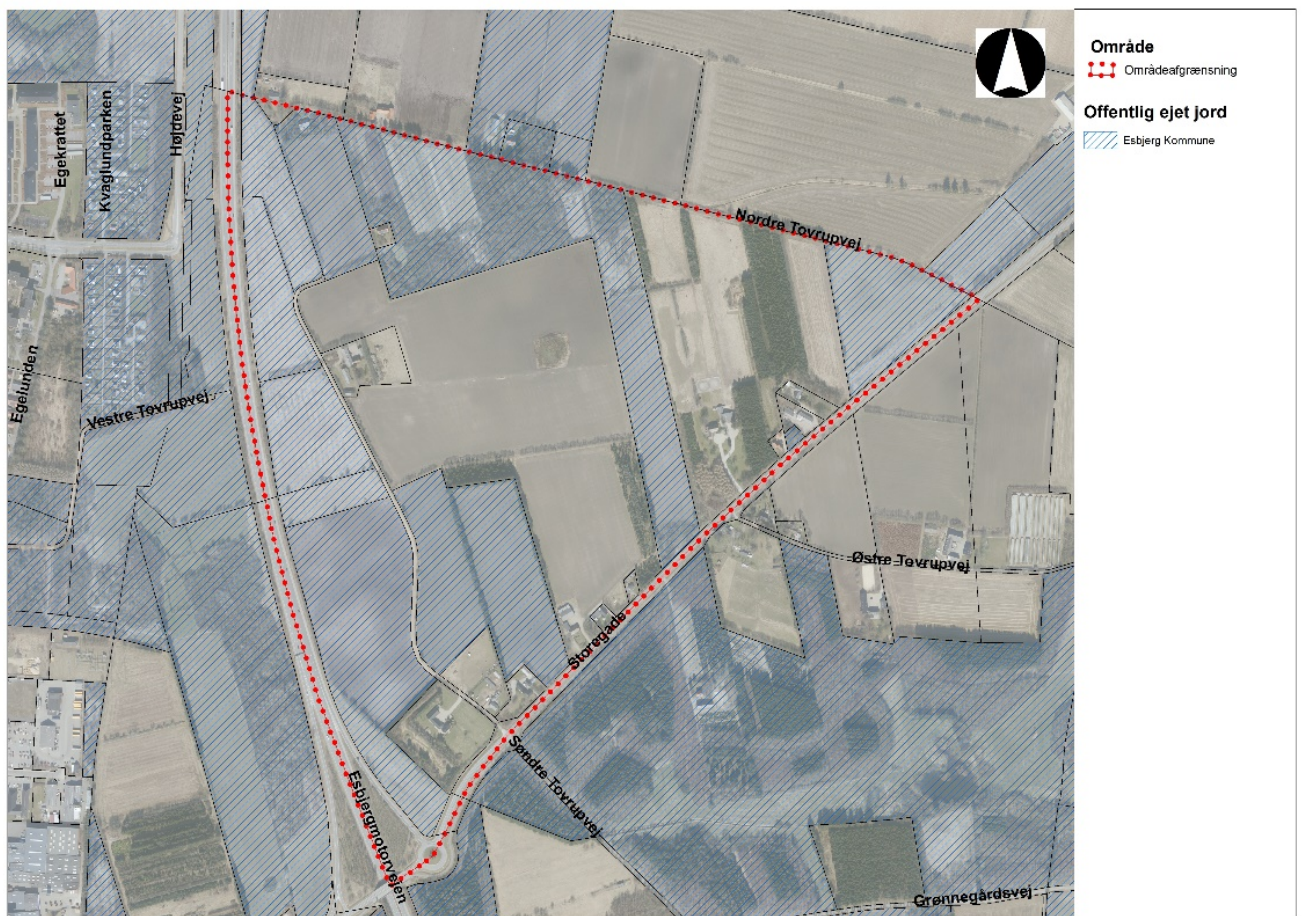 Område
Områdeafgrænsning
Offentlig ejet jord
Esbjerg Kommune
Egekrattet
Kvaglundparken
Højdevej
Nordre Tovrupvej
Egelunden
Vestre Tovrupvej
Østre Tovrupvej
Storegade
Søndre Tovrupvej
Esbjergmotorvejen
Grønnegårdsvej